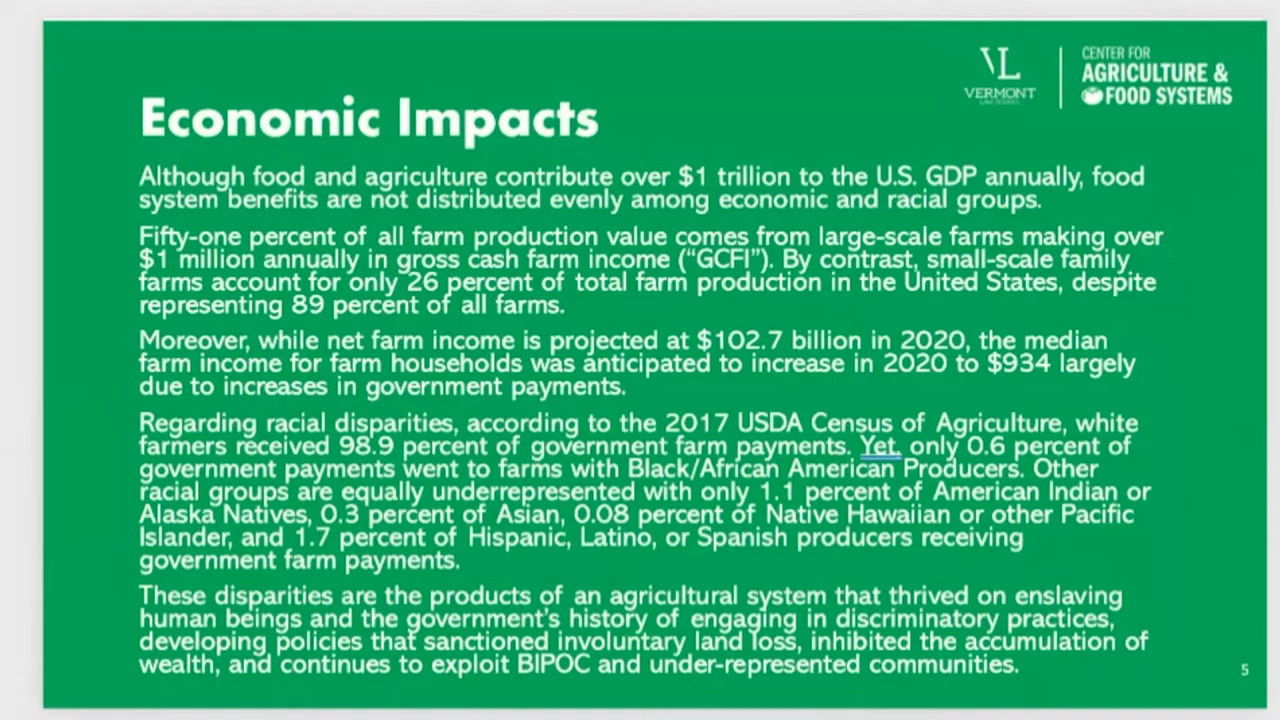 VL
VERMONT
LAW SCHOOL
CENTER FOR
AGRICULTURE &
FOOD SYSTEMS
Economic Impacts
Although food and agriculture contribute over $1 trillion to the U.S. GDP annually, food
system benefits are not distributed evenly among economic and racial groups.
Fifty-one percent of all farm production value comes from large-scale farms making over
$1 million annually in gross cash farm income (“GCFI”). By contrast, small-scale family
farms account for only 26 percent of total farm production in the United States, despite
representing 89 percent of all farms.
Moreover, while net farm income is projected at $102.7 billion in 2020, the median
farm income for farm households was anticipated to increase in 2020 to $934 largely
due to increases in government payments.
Regarding racial disparities, according to the 2017 USDA Census of Agriculture, white
farmers received 98.9 percent of government farm payments. Yet, only 0.6 percent of
government payments went to farms with Black/African American Producers. Other
racial groups are equally underrepresented with only 1.1 percent of American Indian or
Alaska Natives, 0.3 percent of Asian, 0.08 percent of Native Hawaiian or other Pacific
Islander, and 1.7 percent of Hispanic, Latino, or Spanish producers receiving
government farm payments.
These disparities are the products of an agricultural system that thrived on enslaving
human beings and the government’s history of engaging in discriminatory practices,
developing policies that sanctioned involuntary land loss, inhibited the accumulation of
wealth, and continues to exploit BIPOC and under-represented communities.
5